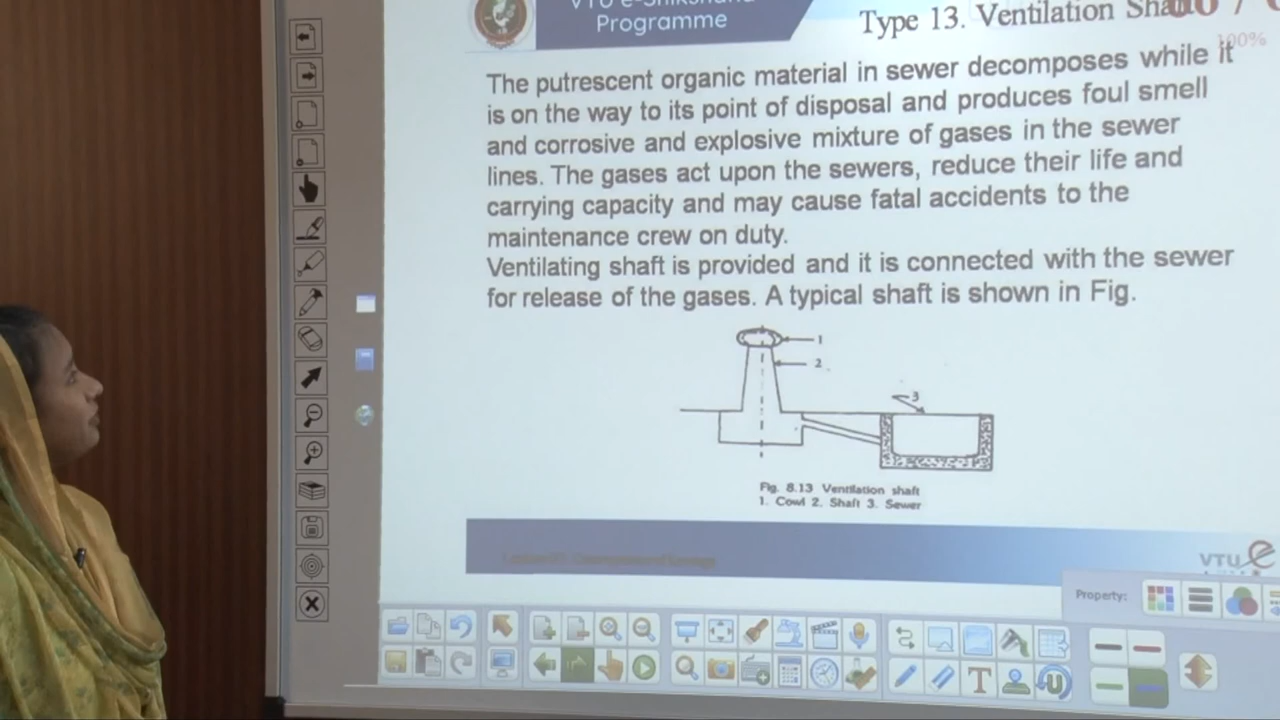 VTU e-Shikshana
Programme
Type 13. Ventilation Shaft
100%
The putrescent organic material in sewer decomposes while it
is on the way to its point of disposal and produces foul smell
and corrosive and explosive mixture of gases in the sewer
lines. The gases act upon the sewers, reduce their life and
carrying capacity and may cause fatal accidents to the
maintenance crew on duty.
Ventilating shaft is provided and it is connected with the sewer
for release of the gases. A typical shaft is shown in Fig.
1
2
3
Fig. 8.13 Ventilation shaft
1. Cowl 2. Shaft 3. Sewer
VTU e
Property:
T